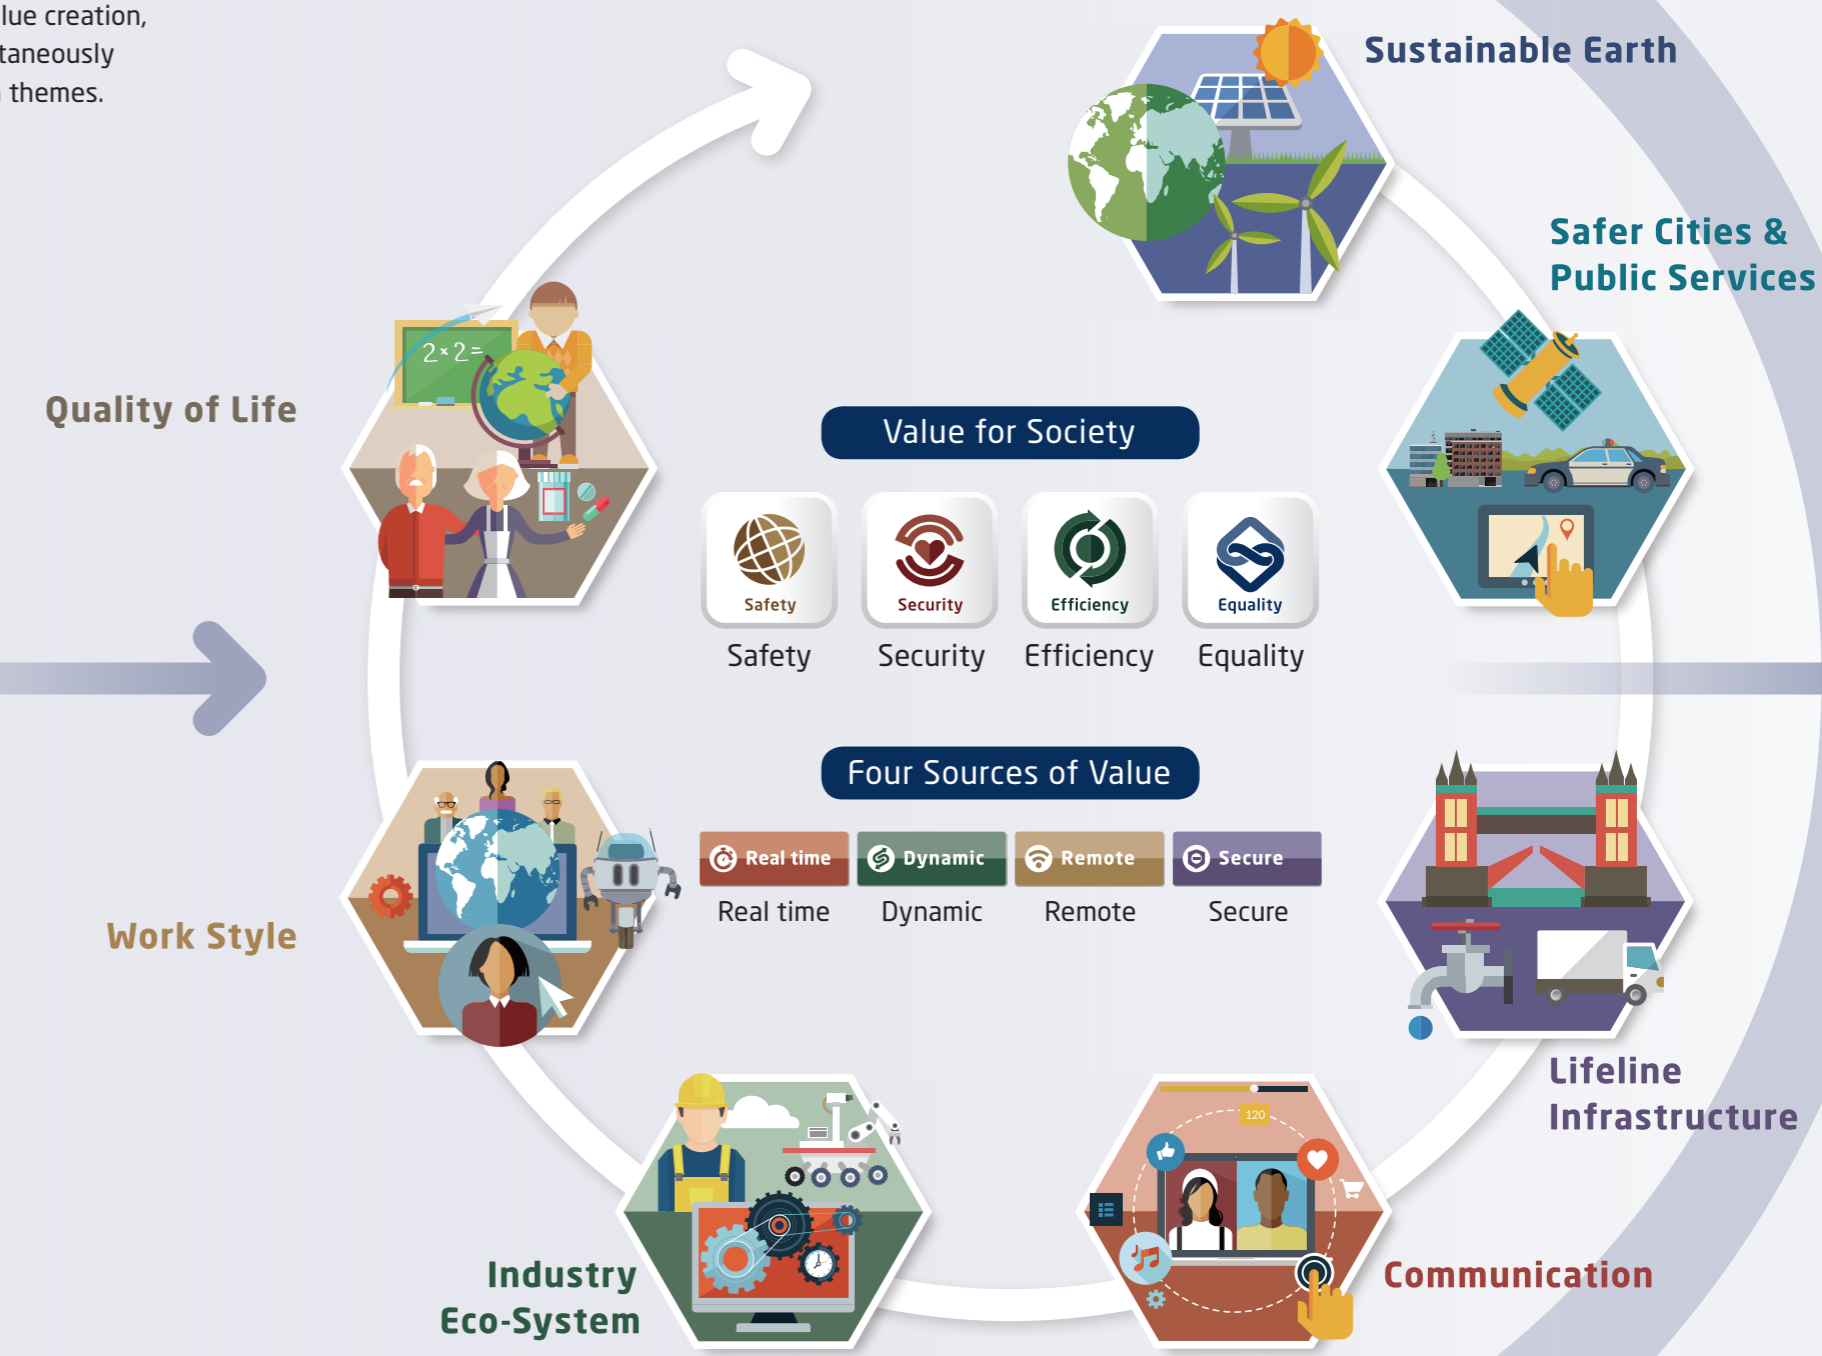 lue creation,
taneously
themes.
Sustainable Earth
Safer Cities &
Public Services
2×2=
Quality of Life
Value for Society
Safety
Security
Efficiency
Equality
Safety
Security
Efficiency
Equality
Four Sources of Value
Real time
Dynamic
Remote
Secure
Real time
Dynamic
Remote
Secure
Work Style
Lifeline
Infrastructure
120
Industry
Eco-System
Communication